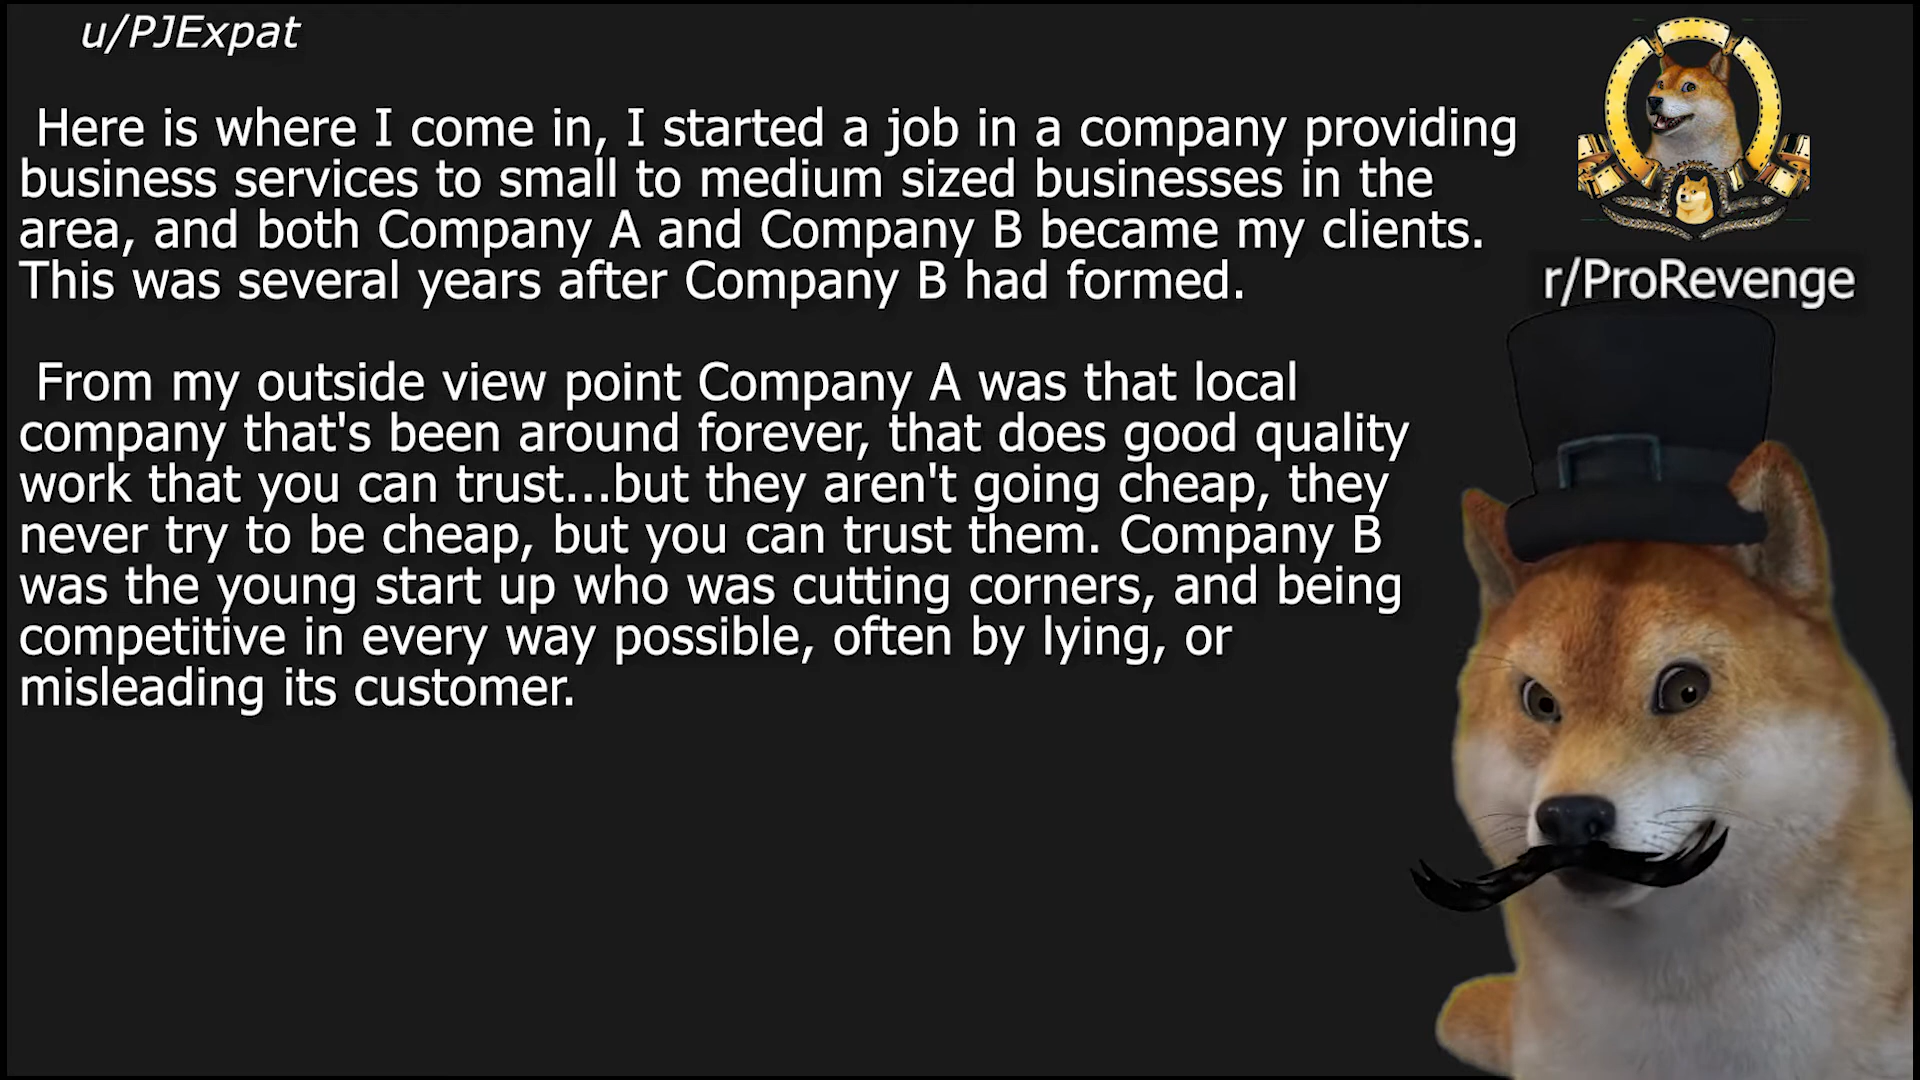 u/PJExpat
Here is where I come in, I started a job in a company providing
business services to small to medium sized businesses in the
area, and both Company A and Company B became my clients.
This was several years after Company B had formed.
From my outside view point Company A was that local
company that's been around forever, that does good quality
work that you can trust...but they aren't going cheap, they
never try to be cheap, but you can trust them. Company B
was the young start up who was cutting corners, and being
competitive in every way possible, often by lying, or
misleading its customer.
r/ProRevenge